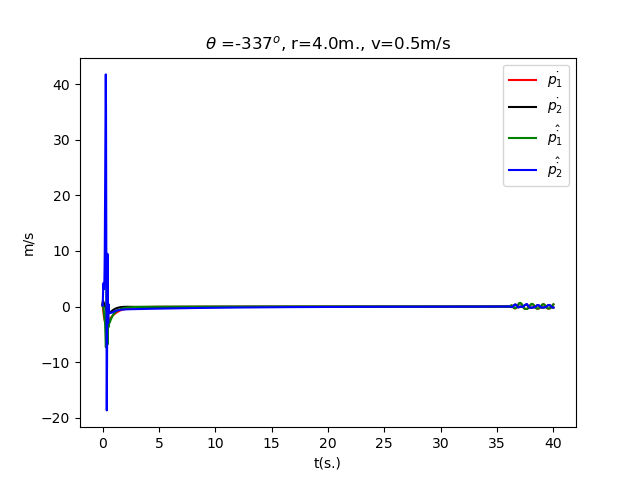 θ =-337°, r=4.0m., v=0.5m/s
m/s
40
30
20
10
0
−10
−20
ṗ₁
ṗ₂
p̂̇₁
p̂̇₂
0 5 10 15 20 25 30 35 40
t(s.)